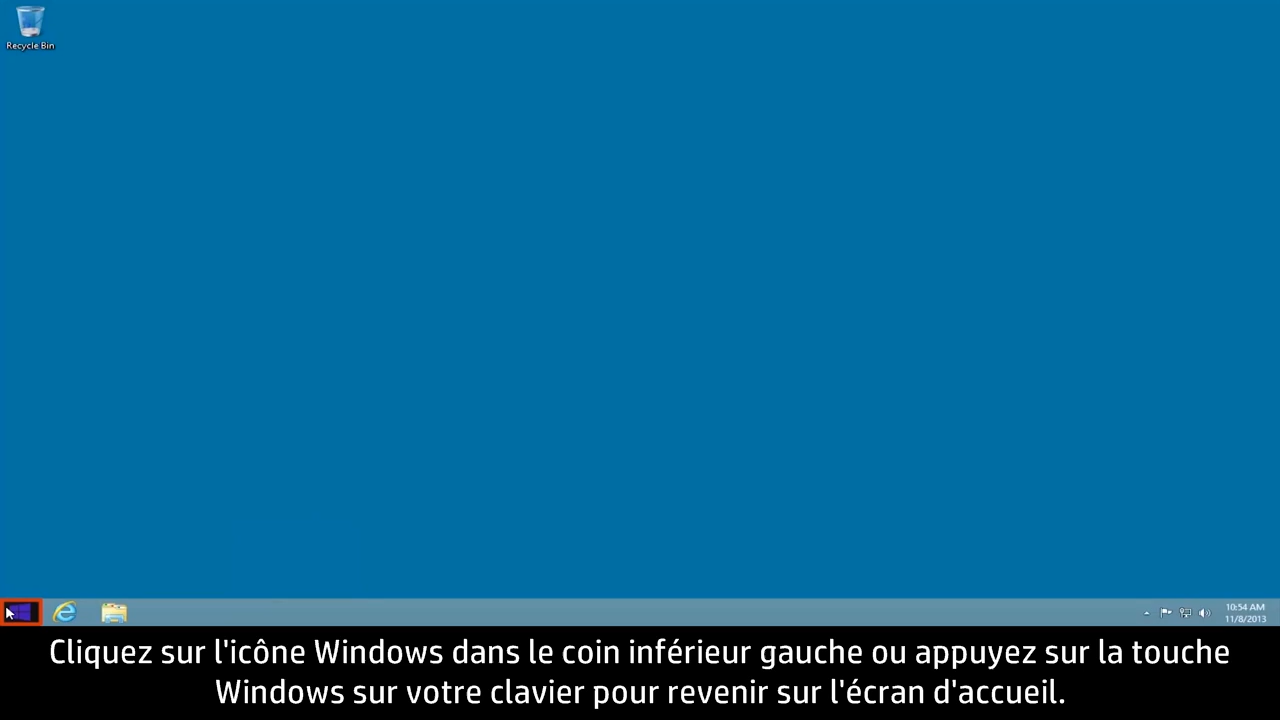 Recycle Bin
10:54 AM
11/8/2013
Cliquez sur l'icône Windows dans le coin inférieur gauche ou appuyez sur la touche
Windows sur votre clavier pour revenir sur l'écran d'accueil.